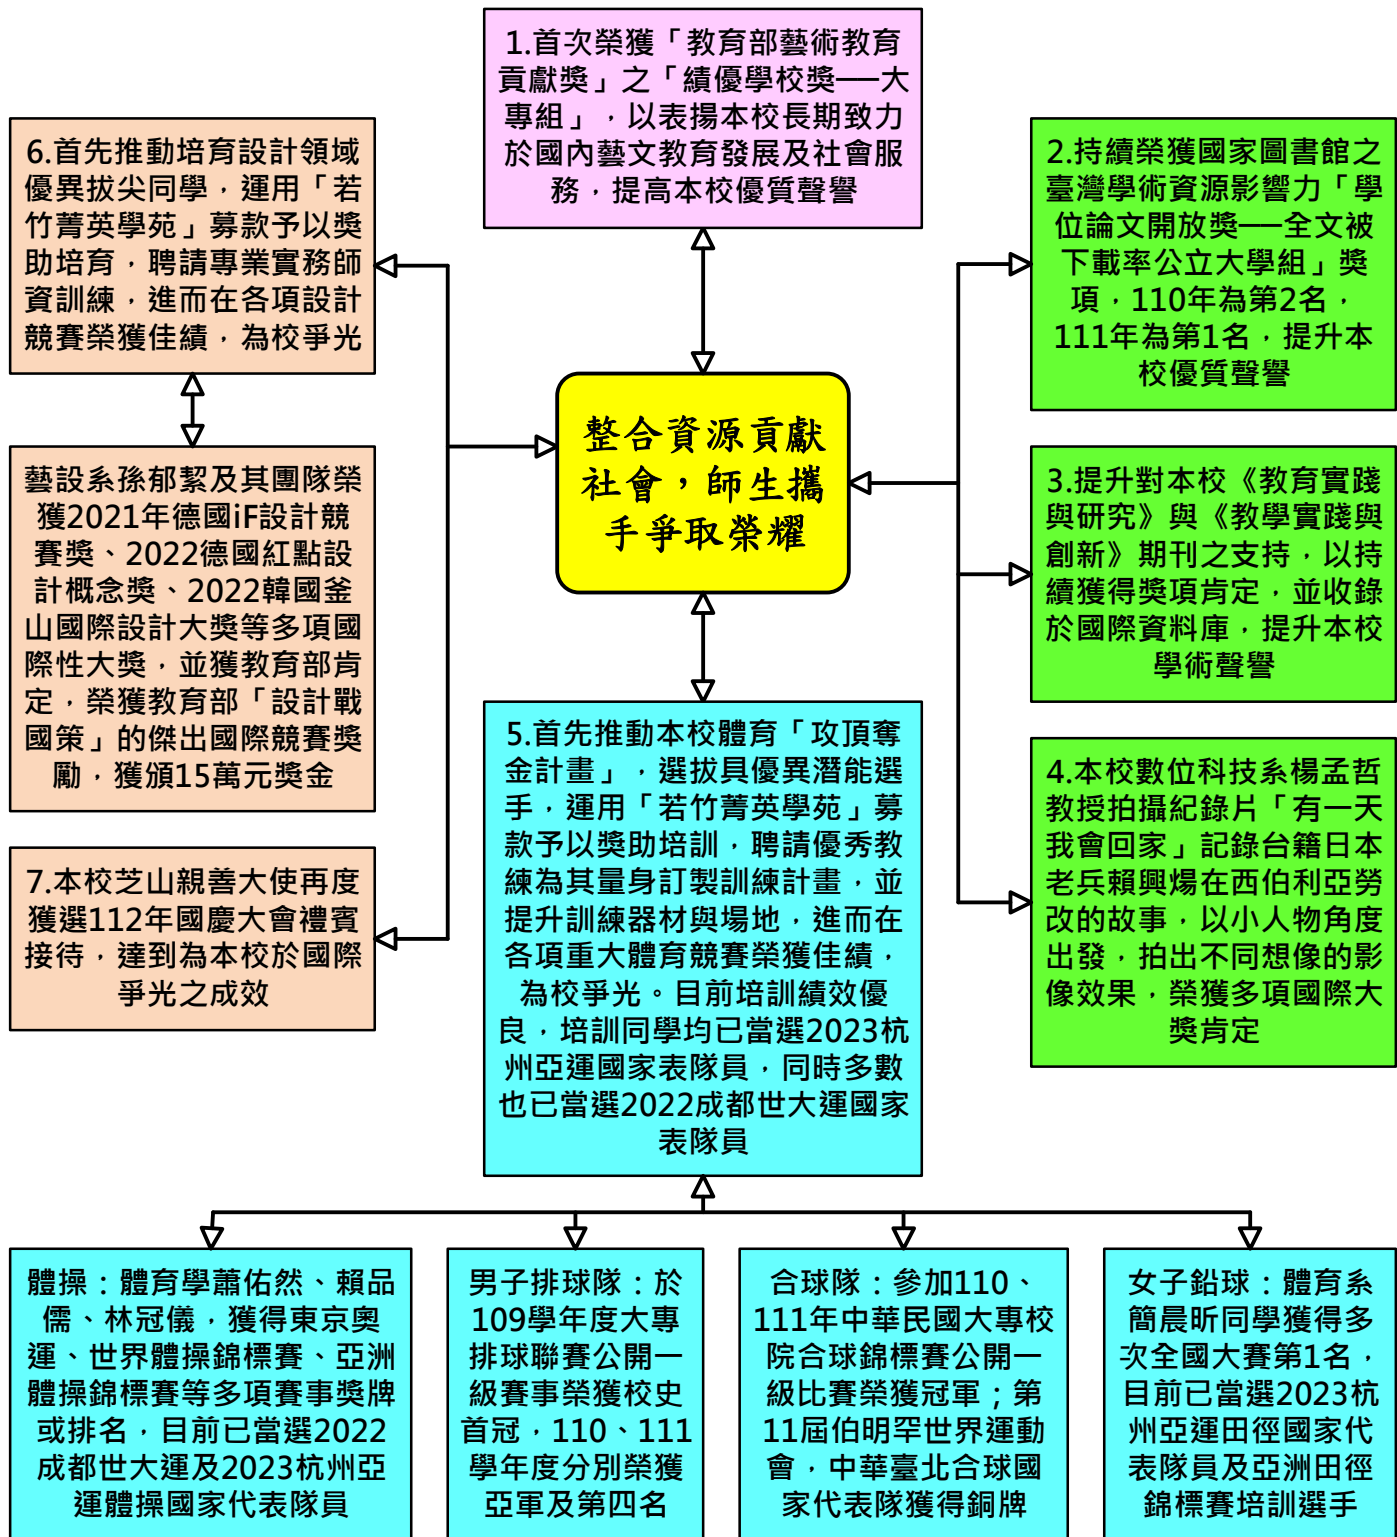 1.首次榮獲「教育部藝術教育
貢獻獎」之「績優學校獎──大
專組」，以表揚本校長期致力
於國內藝文教育發展及社會服
務，提高本校優質聲譽
2.持續榮獲國家圖書館之
臺灣學術資源影響力「學
位論文開放獎──全文被
下載率公立大學組」獎
項，110年為第2名，
111年為第1名，提升本
校優質聲譽
3.提升對本校《教育實踐
與研究》與《教學實踐與
創新》期刊之支持，以持
續獲得獎項肯定，並收錄
於國際資料庫，提升本校
學術聲譽
4.本校數位科技系楊孟哲
教授拍攝紀錄片「有一天
我會回家」記錄台籍日本
老兵賴興煬在西伯利亞勞
改的故事，以小人物角度
出發，拍出不同想像的影
像效果，榮獲多項國際大
獎肯定
整合資源貢獻
社會，師生攜
手爭取榮耀
5.首先推動本校體育「攻頂奪
金計畫」，選拔具優異潛能選
手，運用「若竹菁英學苑」募
款予以獎助培訓，聘請優秀教
練為其量身訂製訓練計畫，並
提升訓練器材與場地，進而在
各項重大體育競賽榮獲佳績，
為校爭光。目前培訓績效優
良，培訓同學均已當選2023杭
州亞運國家表隊員，同時多數
也已當選2022成都世大運國家
表隊員
6.首先推動培育設計領域
優異拔尖同學，運用「若
竹菁英學苑」募款予以獎
助培育，聘請專業實務師
資訓練，進而在各項設計
競賽榮獲佳績，為校爭光
藝設系孫郁絜及其團隊榮
獲2021年德國iF設計競
賽獎、2022德國紅點設
計概念獎、2022韓國釜
山國際設計大獎等多項國
際性大獎，並獲教育部肯
定，榮獲教育部「設計戰
國策」的傑出國際競賽獎
勵，獲頒15萬元獎金
7.本校芝山親善大使再度
獲選112年國慶大會禮賓
接待，達到為本校於國際
爭光之成效
體操：體育學蕭佑然、賴品
儒、林冠儀，獲得東京奧
運、世界體操錦標賽、亞洲
體操錦標賽等多項賽事獎牌
或排名，目前已當選2022
成都世大運及2023杭州亞
運體操國家代表隊員
男子排球隊：於
109學年度大專
排球聯賽公開一
級賽事榮獲校史
首冠，110、111
學年度分別榮獲
亞軍及第四名
合球隊：參加110、
111年中華民國大專校
院合球錦標賽公開一
級比賽榮獲冠軍；第
11屆伯明罕世界運動
會，中華臺北合球國
家代表隊獲得銅牌
女子鉛球：體育系
簡晨昕同學獲得多
次全國大賽第1名，
目前已當選2023杭
州亞運田徑國家代
表隊員及亞洲田徑
錦標賽培訓選手